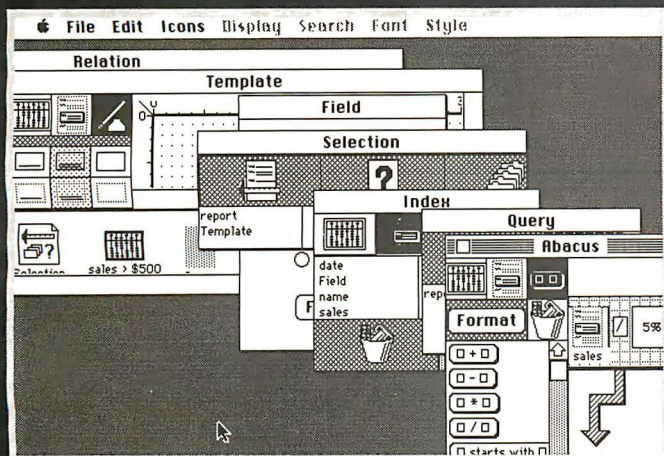 File Edit Icons Display Search Font Style
Relation
Template
Field
Selection
?
report
Template
Index
Query
Abacus
Selection
sales > $500
date
Field
name
sales
Format
/
5%
sales
+
-
*
/
starts with